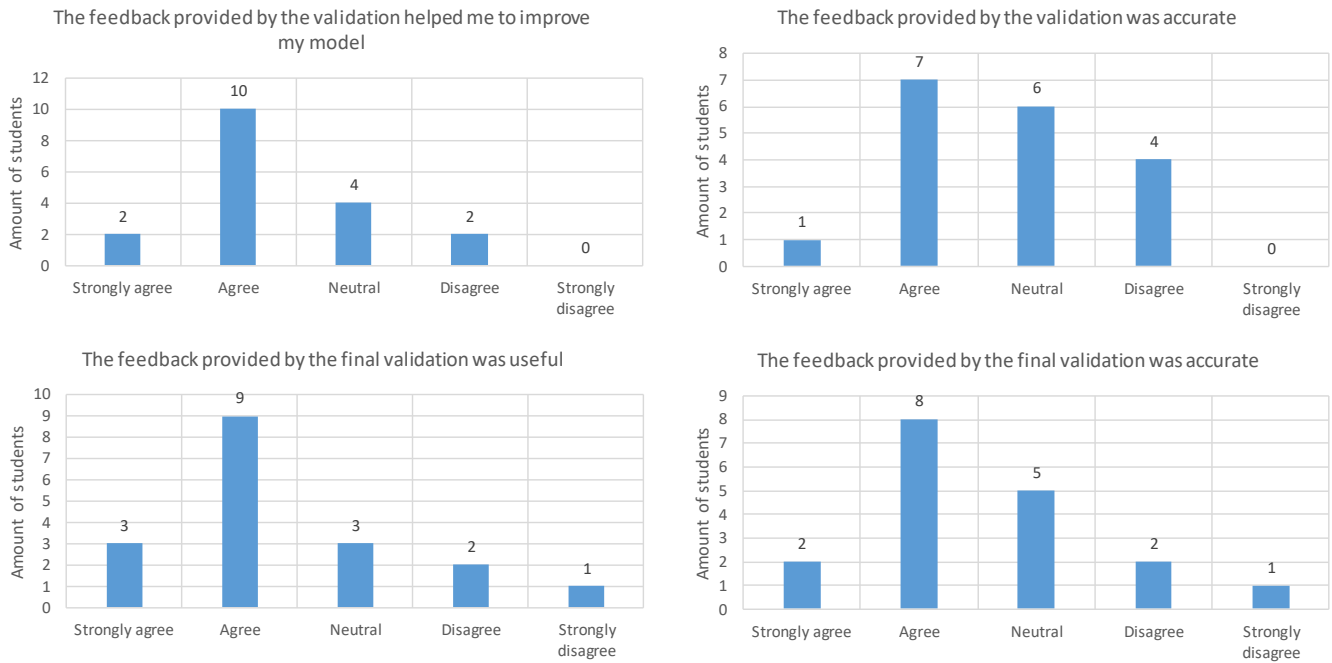 The feedback provided by the validation helped me to improve
my model
Amount of students
12
10
8
6
4
2
0
2
10
4
2
0
Strongly agree
Agree
Neutral
Disagree
Strongly
disagree
The feedback provided by the validation was accurate
Amount of students
8
7
6
5
4
3
2
1
0
1
7
6
4
0
Strongly agree
Agree
Neutral
Disagree
Strongly
disagree
The feedback provided by the final validation was useful
Amount of students
10
9
8
7
6
5
4
3
2
1
0
3
9
3
2
1
Strongly agree
Agree
Neutral
Disagree
Strongly
disagree
The feedback provided by the final validation was accurate
Amount of students
9
8
7
6
5
4
3
2
1
0
2
8
5
2
1
Strongly agree
Agree
Neutral
Disagree
Strongly
disagree